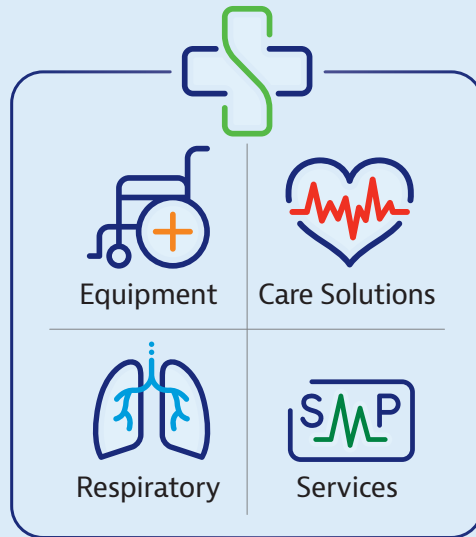 Equipment
Care Solutions
Respiratory
SMP
Services